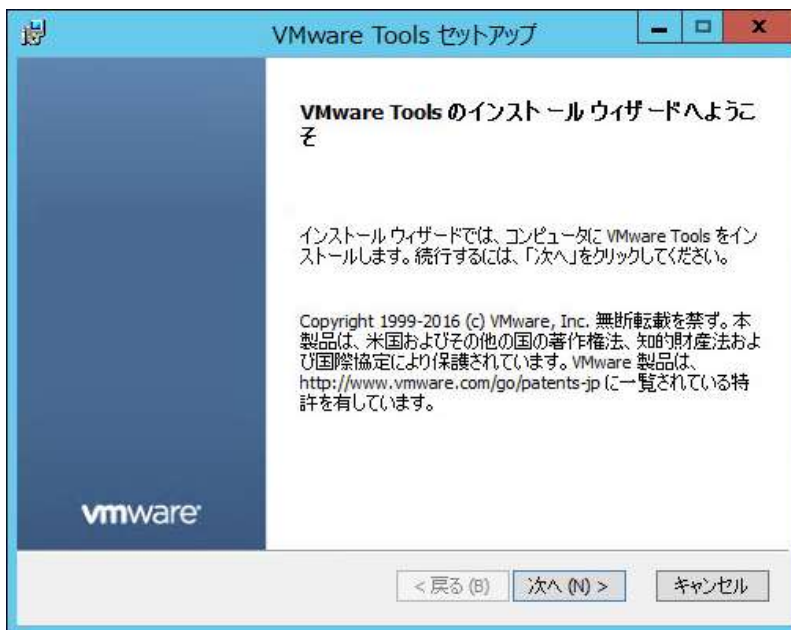 VMware Tools セットアップ
VMware Tools のインストール ウィザードへようこ
そ
インストール ウィザードでは、コンピュータに VMware Tools をイン
ストールします。続行するには、「次へ」をクリックしてください。
Copyright 1999-2016 (c) VMware, Inc. 無断転載を禁ず。本
製品は、米国およびその他の国の著作権法、知的財産法およ
び国際協定により保護されています。VMware 製品は、
http://www.vmware.com/go/patents-jp に一覧されている特
許を有しています。
vmware
< 戻る (B)
次へ (N) >
キャンセル